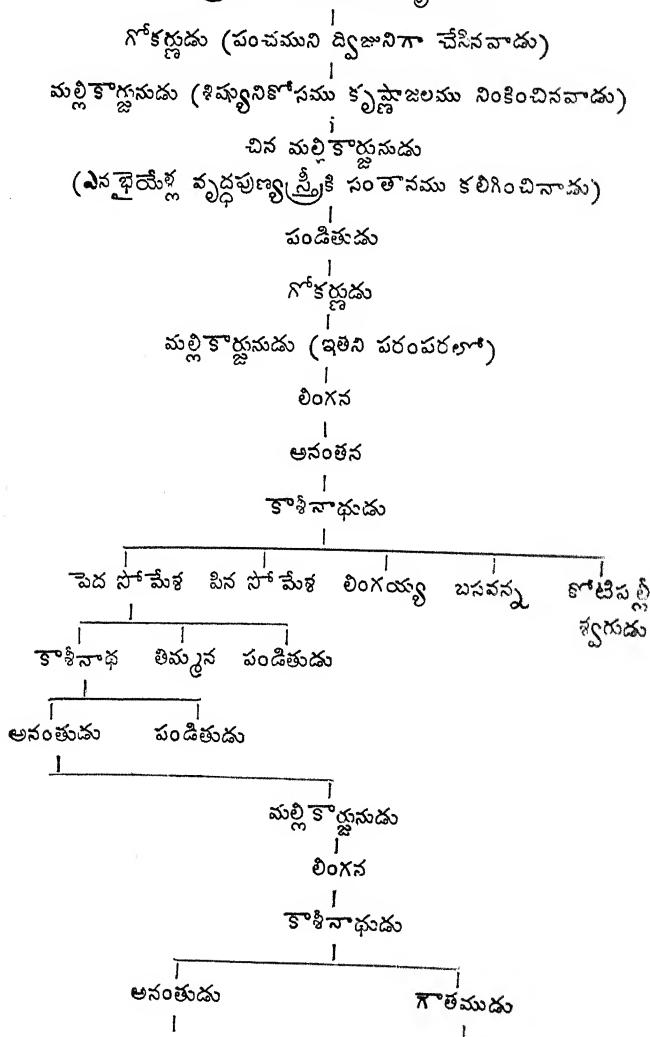 గోకర్ణుడు (పంచముని ద్విజునిగా చేసినవాడు)
మల్లికార్జునుడు (శిష్యునికోసము కృష్ణాజలము నింకించినవాడు)
చిన మల్లికార్జునుడు
(ఎనభైయేళ్ల వృద్ధపుణ్యస్త్రీకి సంతానము కలిగించినాడు)
పండితుడు
గోకర్ణుడు
మల్లికార్జునుడు (ఇతని పరంపరలో)
లింగన
అనంతన
కాశీనాథుడు
పెద సోమేశ పిన సోమేశ లింగయ్య బసవన్న కోటిపల్లీ
శ్వరుడు
కాశీనాథ తిమ్మన పండితుడు
అనంతుడు పండితుడు
మల్లికార్జునుడు
లింగన
కాశీనాథుడు
అనంతుడు గౌతముడు